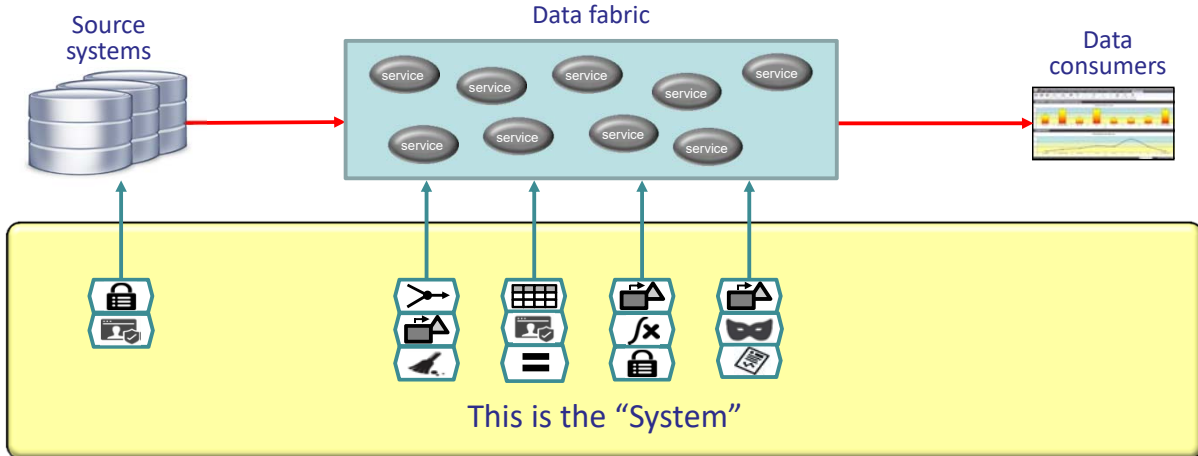 Source
systems
Data fabric
Data
consumers
service
service
service
service
service
service
service
service
service
This is the “System”